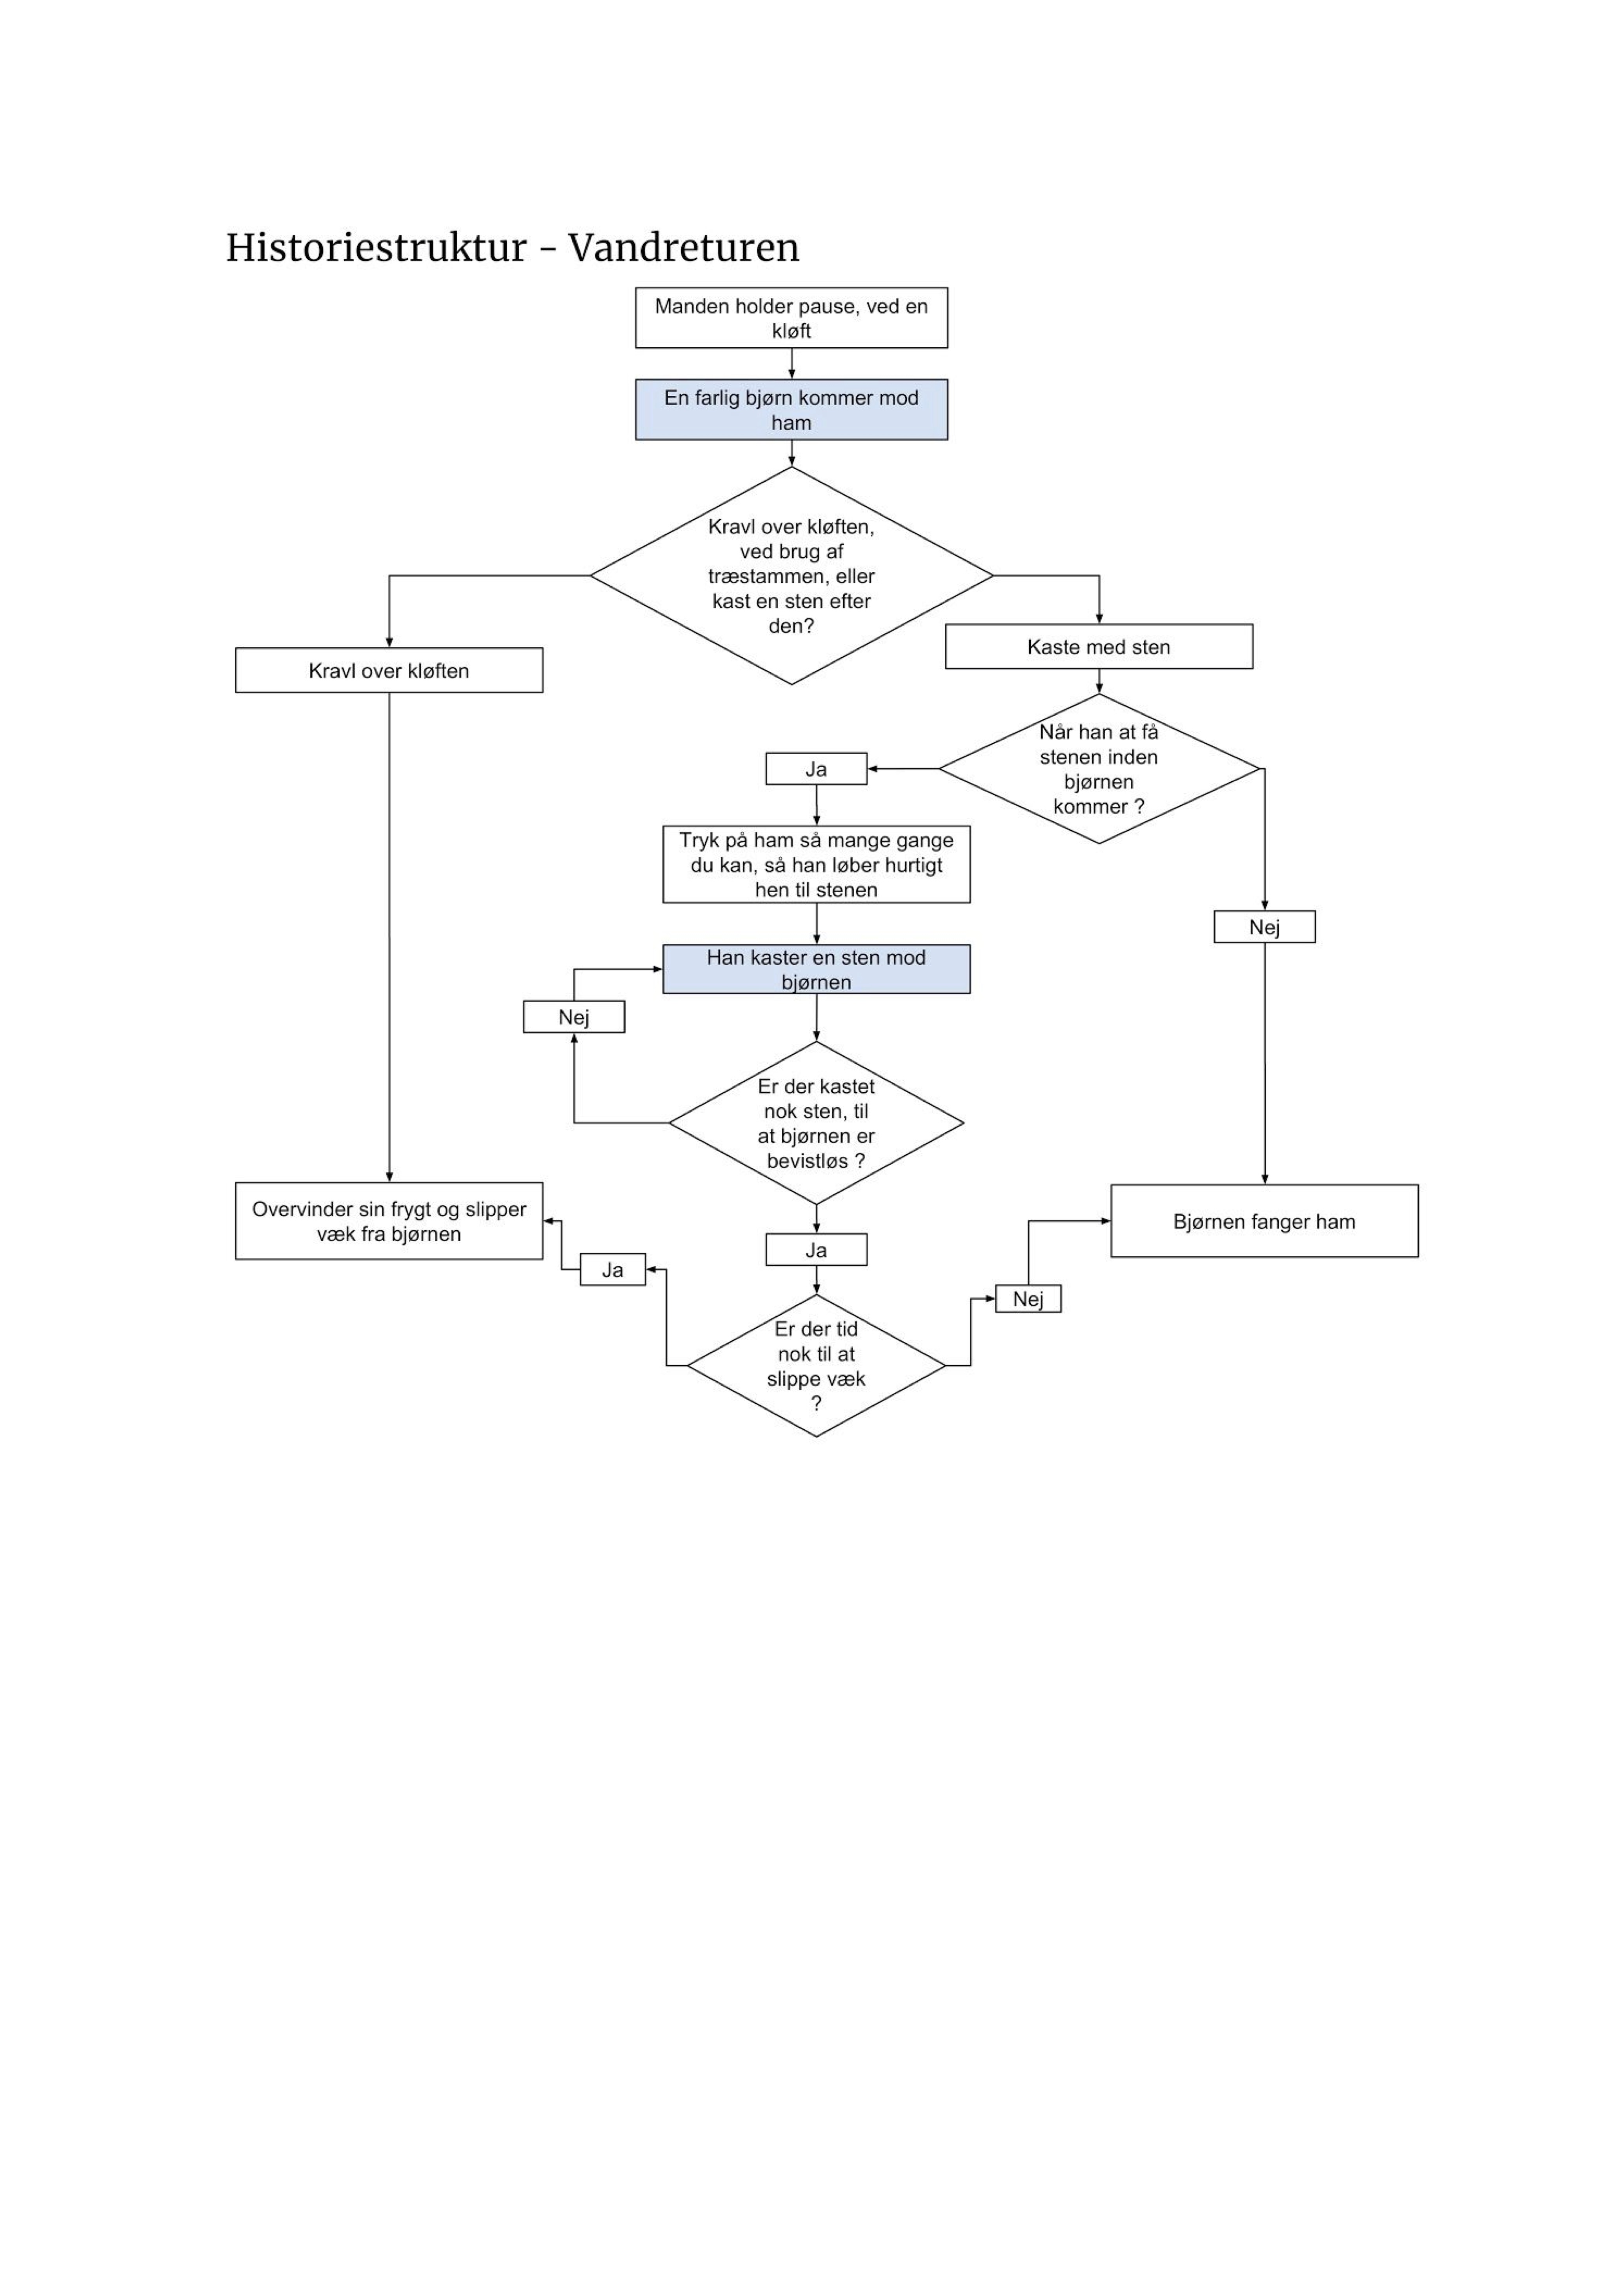 Historiestruktur - Vandreturen
Manden holder pause, ved en
kløft
En farlig bjørn kommer mod
ham
Kravl over kløften,
ved brug af
træstammen, eller
kast en sten efter
den?
Kravl over kløften
Kaste med sten
Når han at få
stenen inden
bjørnen
kommer ?
Ja
Tryk på ham så mange gange
du kan, så han løber hurtigt
hen til stenen
Nej
Han kaster en sten mod
bjørnen
Nej
Er der kastet
nok sten, til
at bjørnen er
bevistløs ?
Overvinder sin frygt og slipper
væk fra bjørnen
Ja
Bjørnen fanger ham
Ja
Nej
Er der tid
nok til at
slippe væk
?